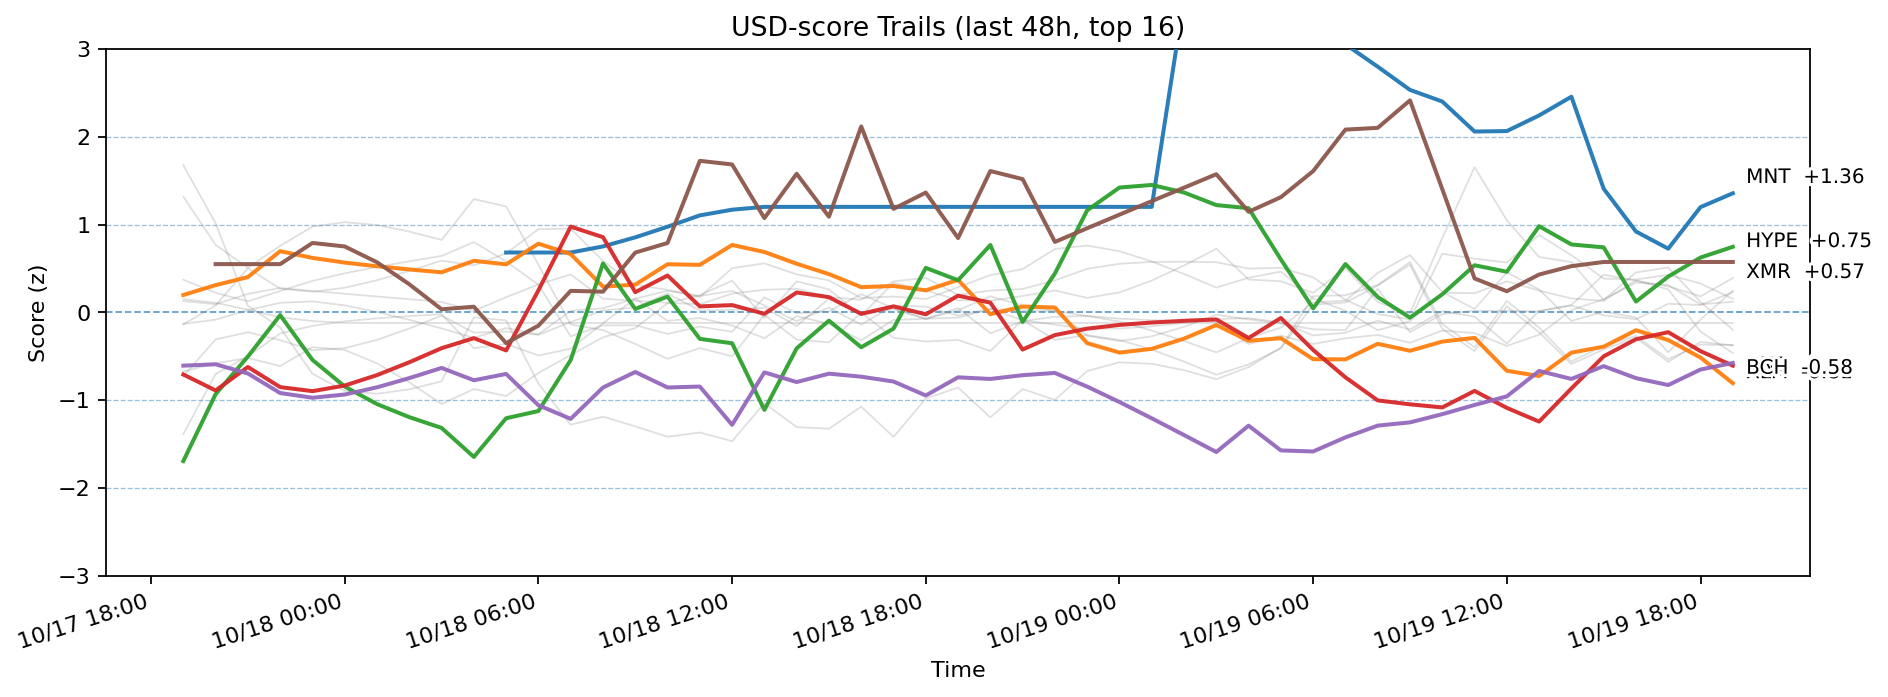 USD-score Trails (last 48h, top 16)
Score (z)
3
2
1
0
−1
−2
−3
MNT +1.36
HYPE +0.75
XMR +0.57
BCH -0.58
10/17 18:00
10/18 00:00
10/18 06:00
10/18 12:00
10/18 18:00
10/19 00:00
10/19 06:00
10/19 12:00
10/19 18:00
Time